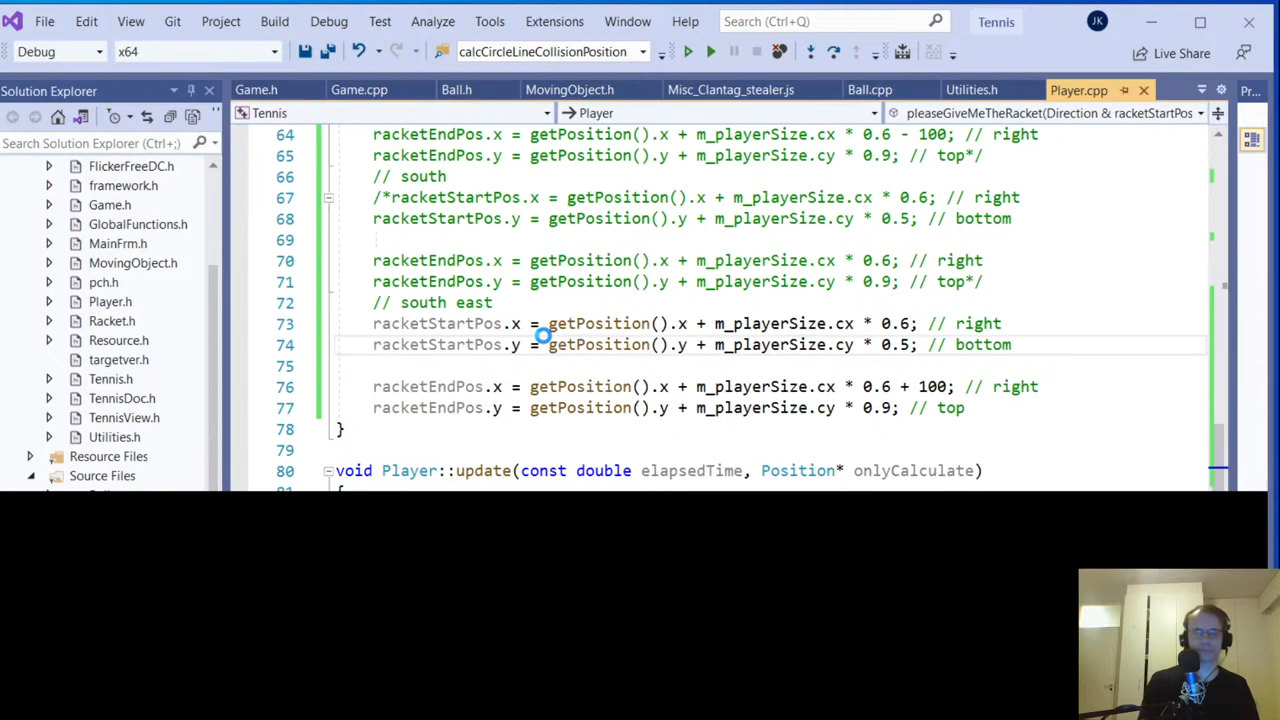 File Edit View Git Project Build Debug Test Analyze Tools Extensions Window Help Search (Ctrl+Q) Tennis JK
Debug x64 calcCircleLineCollisionPosition Live Share
Solution Explorer Game.h Game.cpp Ball.h MovingObject.h Misc_Clantag_stealer.js Ball.cpp Utilities.h Player.cpp Pr...
Tennis Player pleaseGiveMeTheRacket(Direction & racketStartPos
Search Solution Explorer (Ctrl+;)
FlickerFreeDC.h
framework.h
Game.h
GlobalFunctions.h
MainFrm.h
MovingObject.h
pch.h
Player.h
Racket.h
Resource.h
targetver.h
Tennis.h
TennisDoc.h
TennisView.h
Utilities.h
Resource Files
Source Files
64 racketEndPos.x = getPosition().x + m_playerSize.cx * 0.6 - 100; // right
65 racketEndPos.y = getPosition().y + m_playerSize.cy * 0.9; // top*/
66 // south
67 /*racketStartPos.x = getPosition().x + m_playerSize.cx * 0.6; // right
68 racketStartPos.y = getPosition().y + m_playerSize.cy * 0.5; // bottom
69
70 racketEndPos.x = getPosition().x + m_playerSize.cx * 0.6; // right
71 racketEndPos.y = getPosition().y + m_playerSize.cy * 0.9; // top*/
72 // south east
73 racketStartPos.x = getPosition().x + m_playerSize.cx * 0.6; // right
74 racketStartPos.y = getPosition().y + m_playerSize.cy * 0.5; // bottom
75
76 racketEndPos.x = getPosition().x + m_playerSize.cx * 0.6 + 100; // right
77 racketEndPos.y = getPosition().y + m_playerSize.cy * 0.9; // top
78 }
79
80 void Player::update(const double elapsedTime, Position* onlyCalculate)